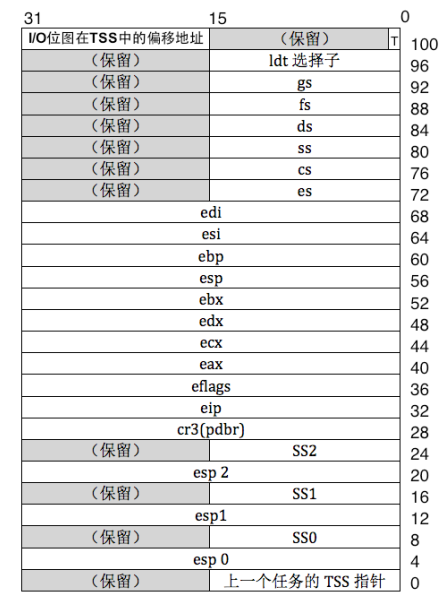 31 15 0
I/O位图在TSS中的偏移地址 （保留） T 100
（保留） ldt 选择子 96
（保留） gs 92
（保留） fs 88
（保留） ds 84
（保留） ss 80
（保留） cs 76
（保留） es 72
edi 68
esi 64
ebp 60
esp 56
ebx 52
edx 48
ecx 44
eax 40
eflags 36
eip 32
cr3(pdbr) 28
（保留） SS2 24
esp 2 20
（保留） SS1 16
esp1 12
（保留） SS0 8
esp 0 4
（保留） 上一个任务的 TSS 指针 0